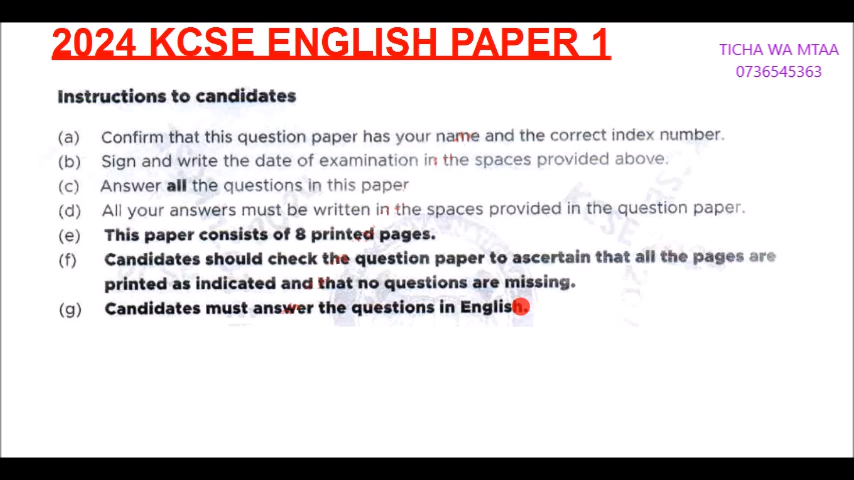 2024 KCSE ENGLISH PAPER 1
TICHA WA MTAA
0736545363
Instructions to candidates
(a) Confirm that this question paper has your name and the correct index number.
(b) Sign and write the date of examination in the spaces provided above.
(c) Answer all the questions in this paper
(d) All your answers must be written in the spaces provided in the question paper.
(e) This paper consists of 8 printed pages.
(f) Candidates should check the question paper to ascertain that all the pages are
printed as indicated and that no questions are missing.
(g) Candidates must answer the questions in English.